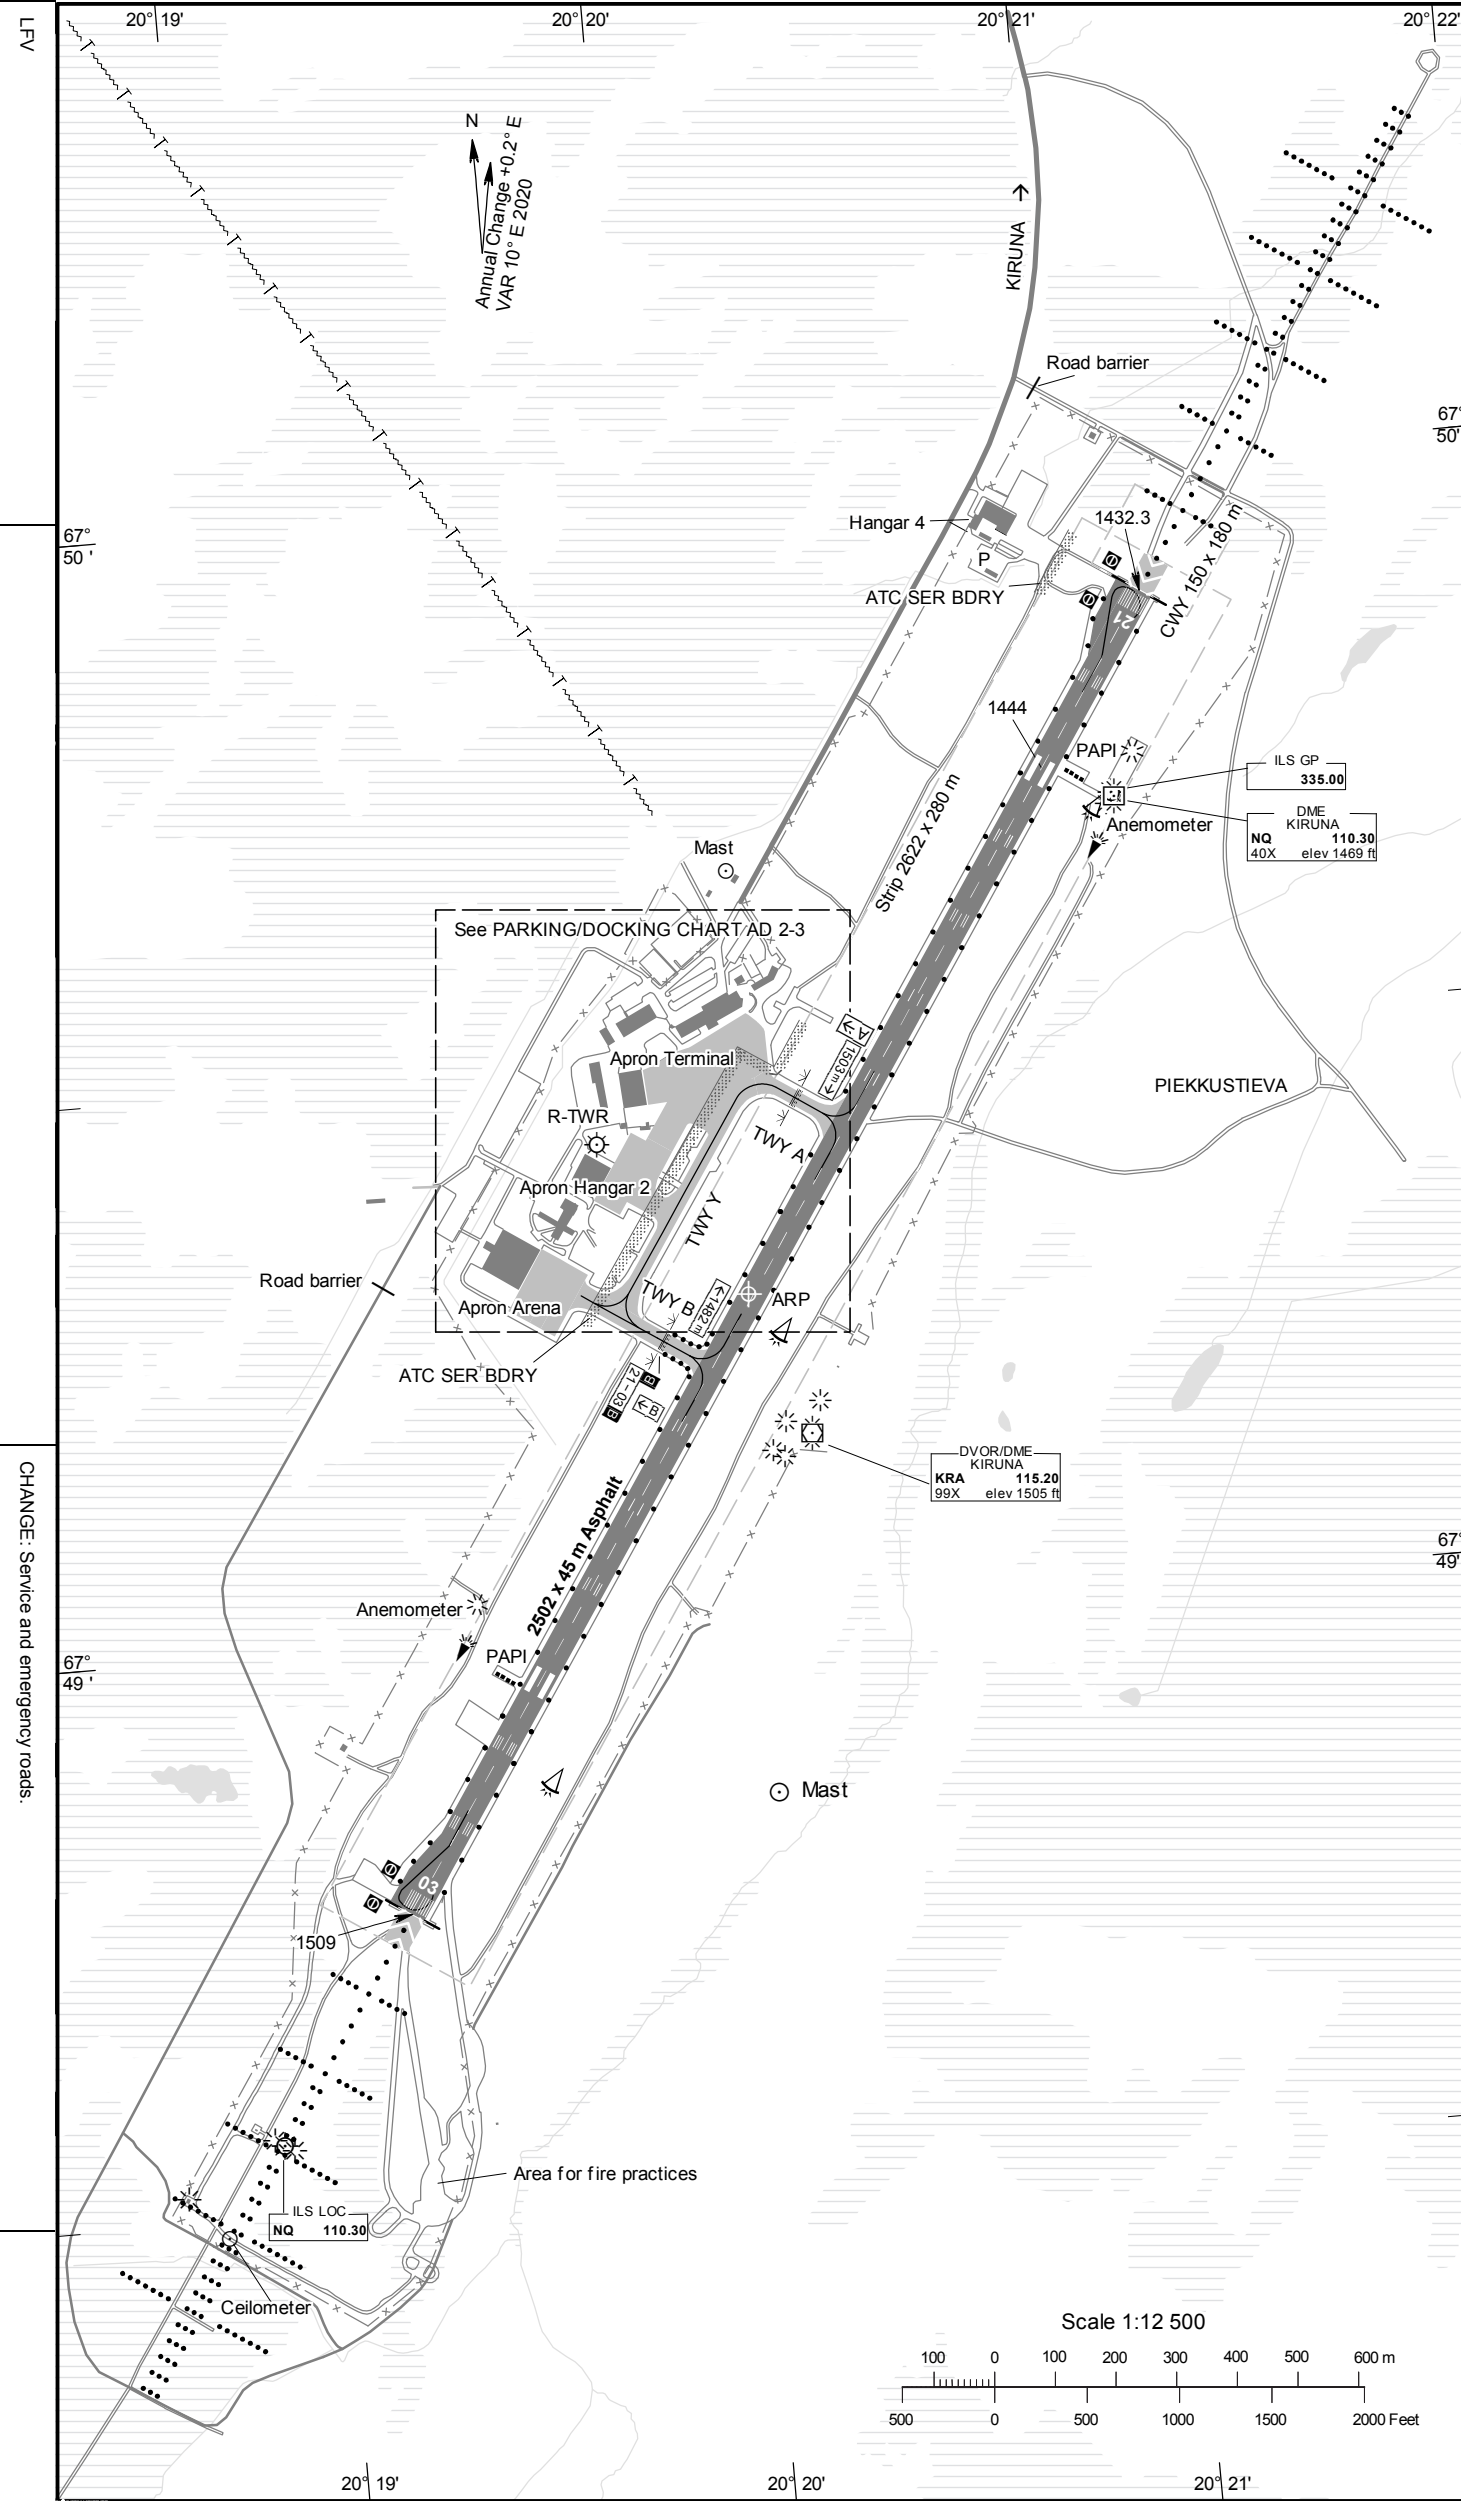 LFV
20° 19'
20° 20'
20° 21'
20° 22'
N
Annual Change +0.2° E
VAR 10° E 2020
KIRUNA
Road barrier
67°
50'
1432.3
Hangar 4
67°
50 '
P
ATC SER BDRY
CWY 150 x 180 m
21
1444
PAPI
ILS GP
335.00
DME
KIRUNA
NQ 110.30
40X elev 1469 ft
Anemometer
Strip 2622 x 280 m
Mast
See PARKING/DOCKING CHART AD 2-3
A
1503 m
Apron Terminal
PIEKKUSTIEVA
R-TWR
TWY A
Apron Hangar 2
TWY Y
Road barrier
TWY B
1482 m
ARP
Apron Arena
ATC SER BDRY
B
21-03
B
B
DVOR/DME
KIRUNA
KRA 115.20
99X elev 1505 ft
CHANGE: Service and emergency roads.
2502 x 45 m Asphalt
67°
49'
Anemometer
PAPI
67°
49 '
Mast
03
1509
Area for fire practices
ILS LOC
NQ 110.30
Ceilometer
Scale 1:12 500
100 0 100 200 300 400 500 600 m
500 0 500 1000 1500 2000 Feet
20° 19'
20° 20'
20° 21'